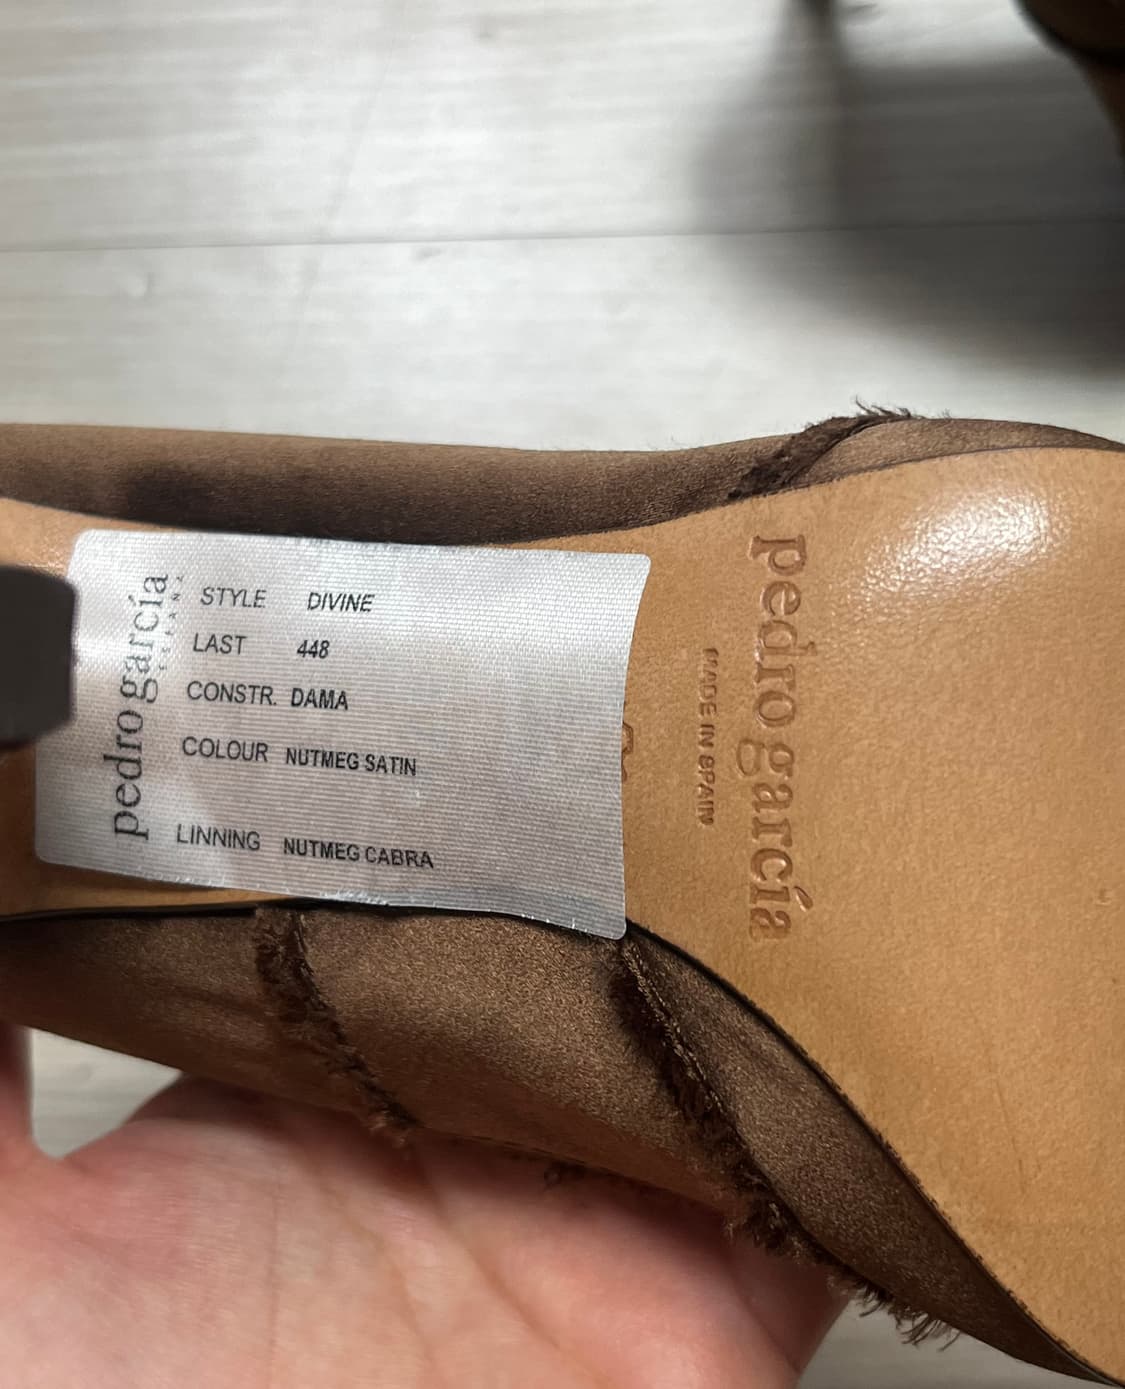 pedro garcía
ESPAÑA
STYLE DIVINE
LAST 448
CONSTR. DAMA
COLOUR NUTMEG SATIN
LINNING NUTMEG CABRA
pedro garcía
MADE IN SPAIN